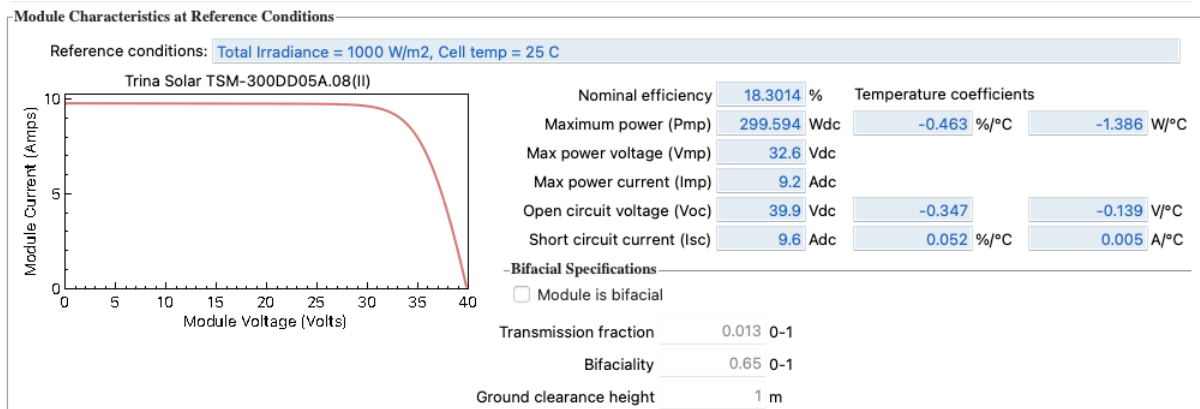 Module Characteristics at Reference Conditions
Reference conditions: Total Irradiance = 1000 W/m2, Cell temp = 25 C
Trina Solar TSM-300DD05A.08(II)
Module Current (Amps)
10
5
0
0 5 10 15 20 25 30 35 40
Module Voltage (Volts)
Nominal efficiency 18.3014 % Temperature coefficients
Maximum power (Pmp) 299.594 Wdc -0.463 %/°C -1.386 W/°C
Max power voltage (Vmp) 32.6 Vdc
Max power current (Imp) 9.2 Adc
Open circuit voltage (Voc) 39.9 Vdc -0.347 -0.139 V/°C
Short circuit current (Isc) 9.6 Adc 0.052 %/°C 0.005 A/°C
Bifacial Specifications
Module is bifacial
Transmission fraction 0.013 0-1
Bifaciality 0.65 0-1
Ground clearance height 1 m